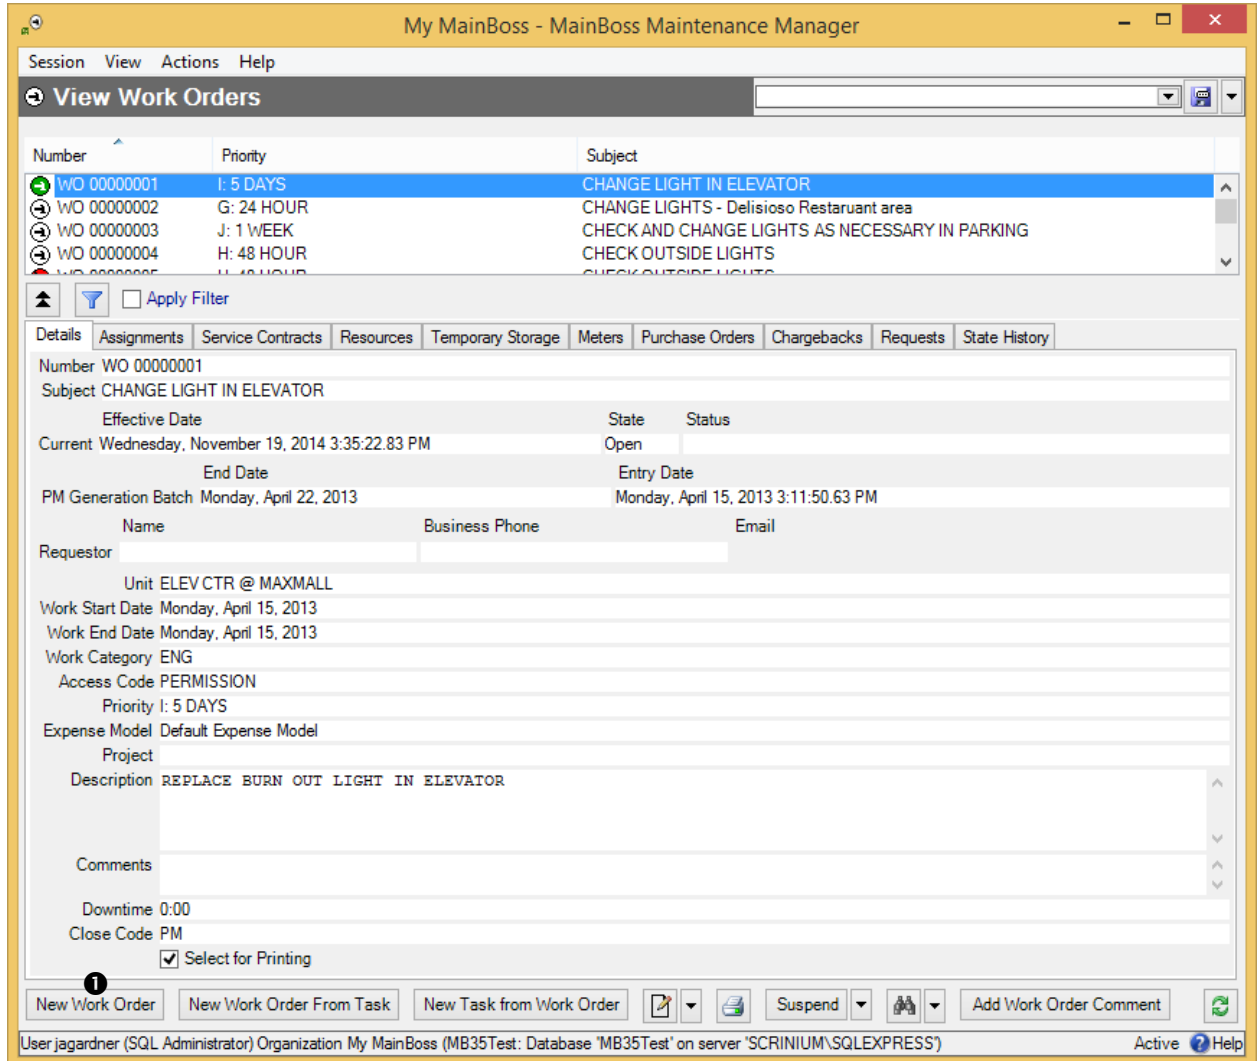 My MainBoss - MainBoss Maintenance Manager
Session View Actions Help
View Work Orders
Number Priority Subject
WO 00000001 I: 5 DAYS CHANGE LIGHT IN ELEVATOR
WO 00000002 G: 24 HOUR CHANGE LIGHTS - Delisioso Restaruant area
WO 00000003 J: 1 WEEK CHECK AND CHANGE LIGHTS AS NECESSARY IN PARKING
WO 00000004 H: 48 HOUR CHECK OUTSIDE LIGHTS
WO 00000005 H: 48 HOUR CHECK OUTSIDE LIGHTS
Apply Filter
Details Assignments Service Contracts Resources Temporary Storage Meters Purchase Orders Chargebacks Requests State History
Number WO 00000001
Subject CHANGE LIGHT IN ELEVATOR
Effective Date State Status
Current Wednesday, November 19, 2014 3:35:22.83 PM Open
End Date Entry Date
PM Generation Batch Monday, April 22, 2013 Monday, April 15, 2013 3:11:50.63 PM
Name Business Phone Email
Requestor
Unit ELEV CTR @ MAXMALL
Work Start Date Monday, April 15, 2013
Work End Date Monday, April 15, 2013
Work Category ENG
Access Code PERMISSION
Priority I: 5 DAYS
Expense Model Default Expense Model
Project
Description REPLACE BURN OUT LIGHT IN ELEVATOR
Comments
Downtime 0:00
Close Code PM
Select for Printing
❶
New Work Order New Work Order From Task New Task from Work Order Suspend Add Work Order Comment
User jagardner (SQL Administrator) Organization My MainBoss (MB35Test: Database 'MB35Test' on server 'SCRINIUM\SQLEXPRESS') Active Help